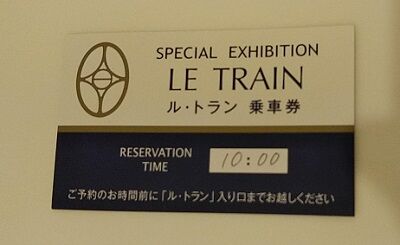 SPECIAL EXHIBITION
LE TRAIN
ル・トラン 乗車券
RESERVATION
TIME
10:00
ご予約のお時間前に「ル・トラン」入り口までお越しください